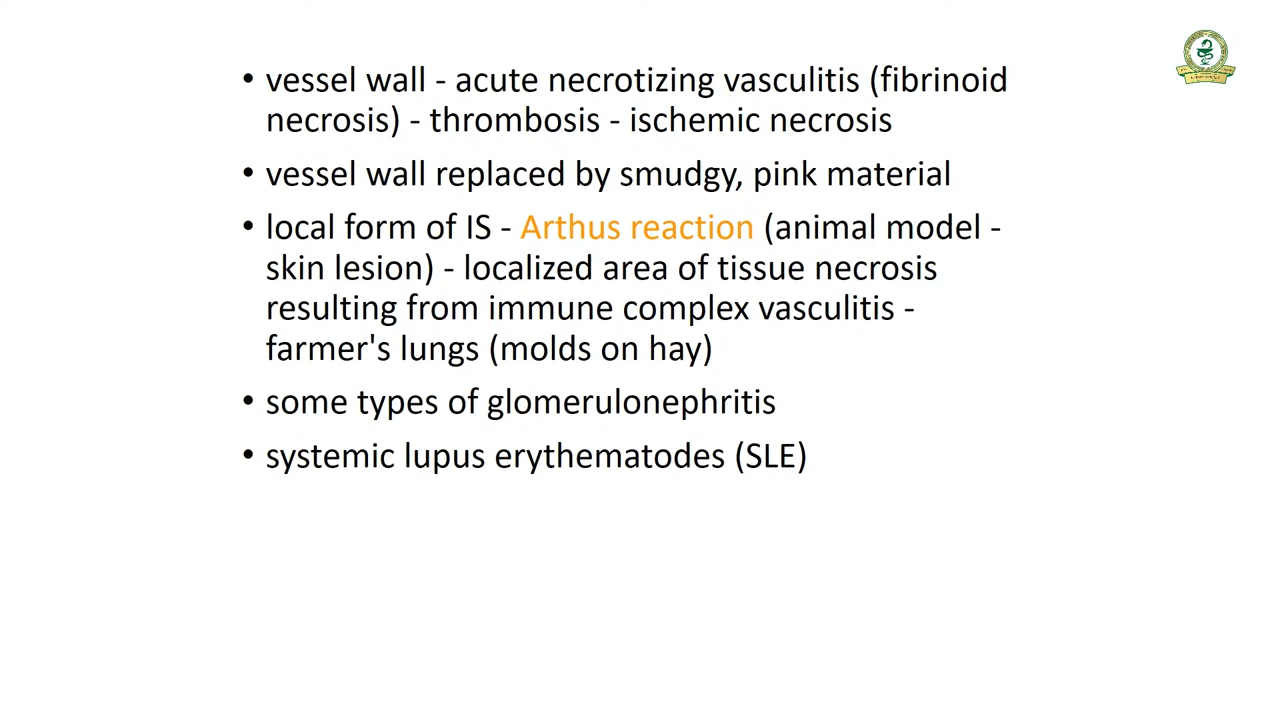 • vessel wall - acute necrotizing vasculitis (fibrinoid
necrosis) - thrombosis - ischemic necrosis
• vessel wall replaced by smudgy, pink material
• local form of IS - Arthus reaction (animal model -
skin lesion) - localized area of tissue necrosis
resulting from immune complex vasculitis -
farmer's lungs (molds on hay)
• some types of glomerulonephritis
• systemic lupus erythematodes (SLE)